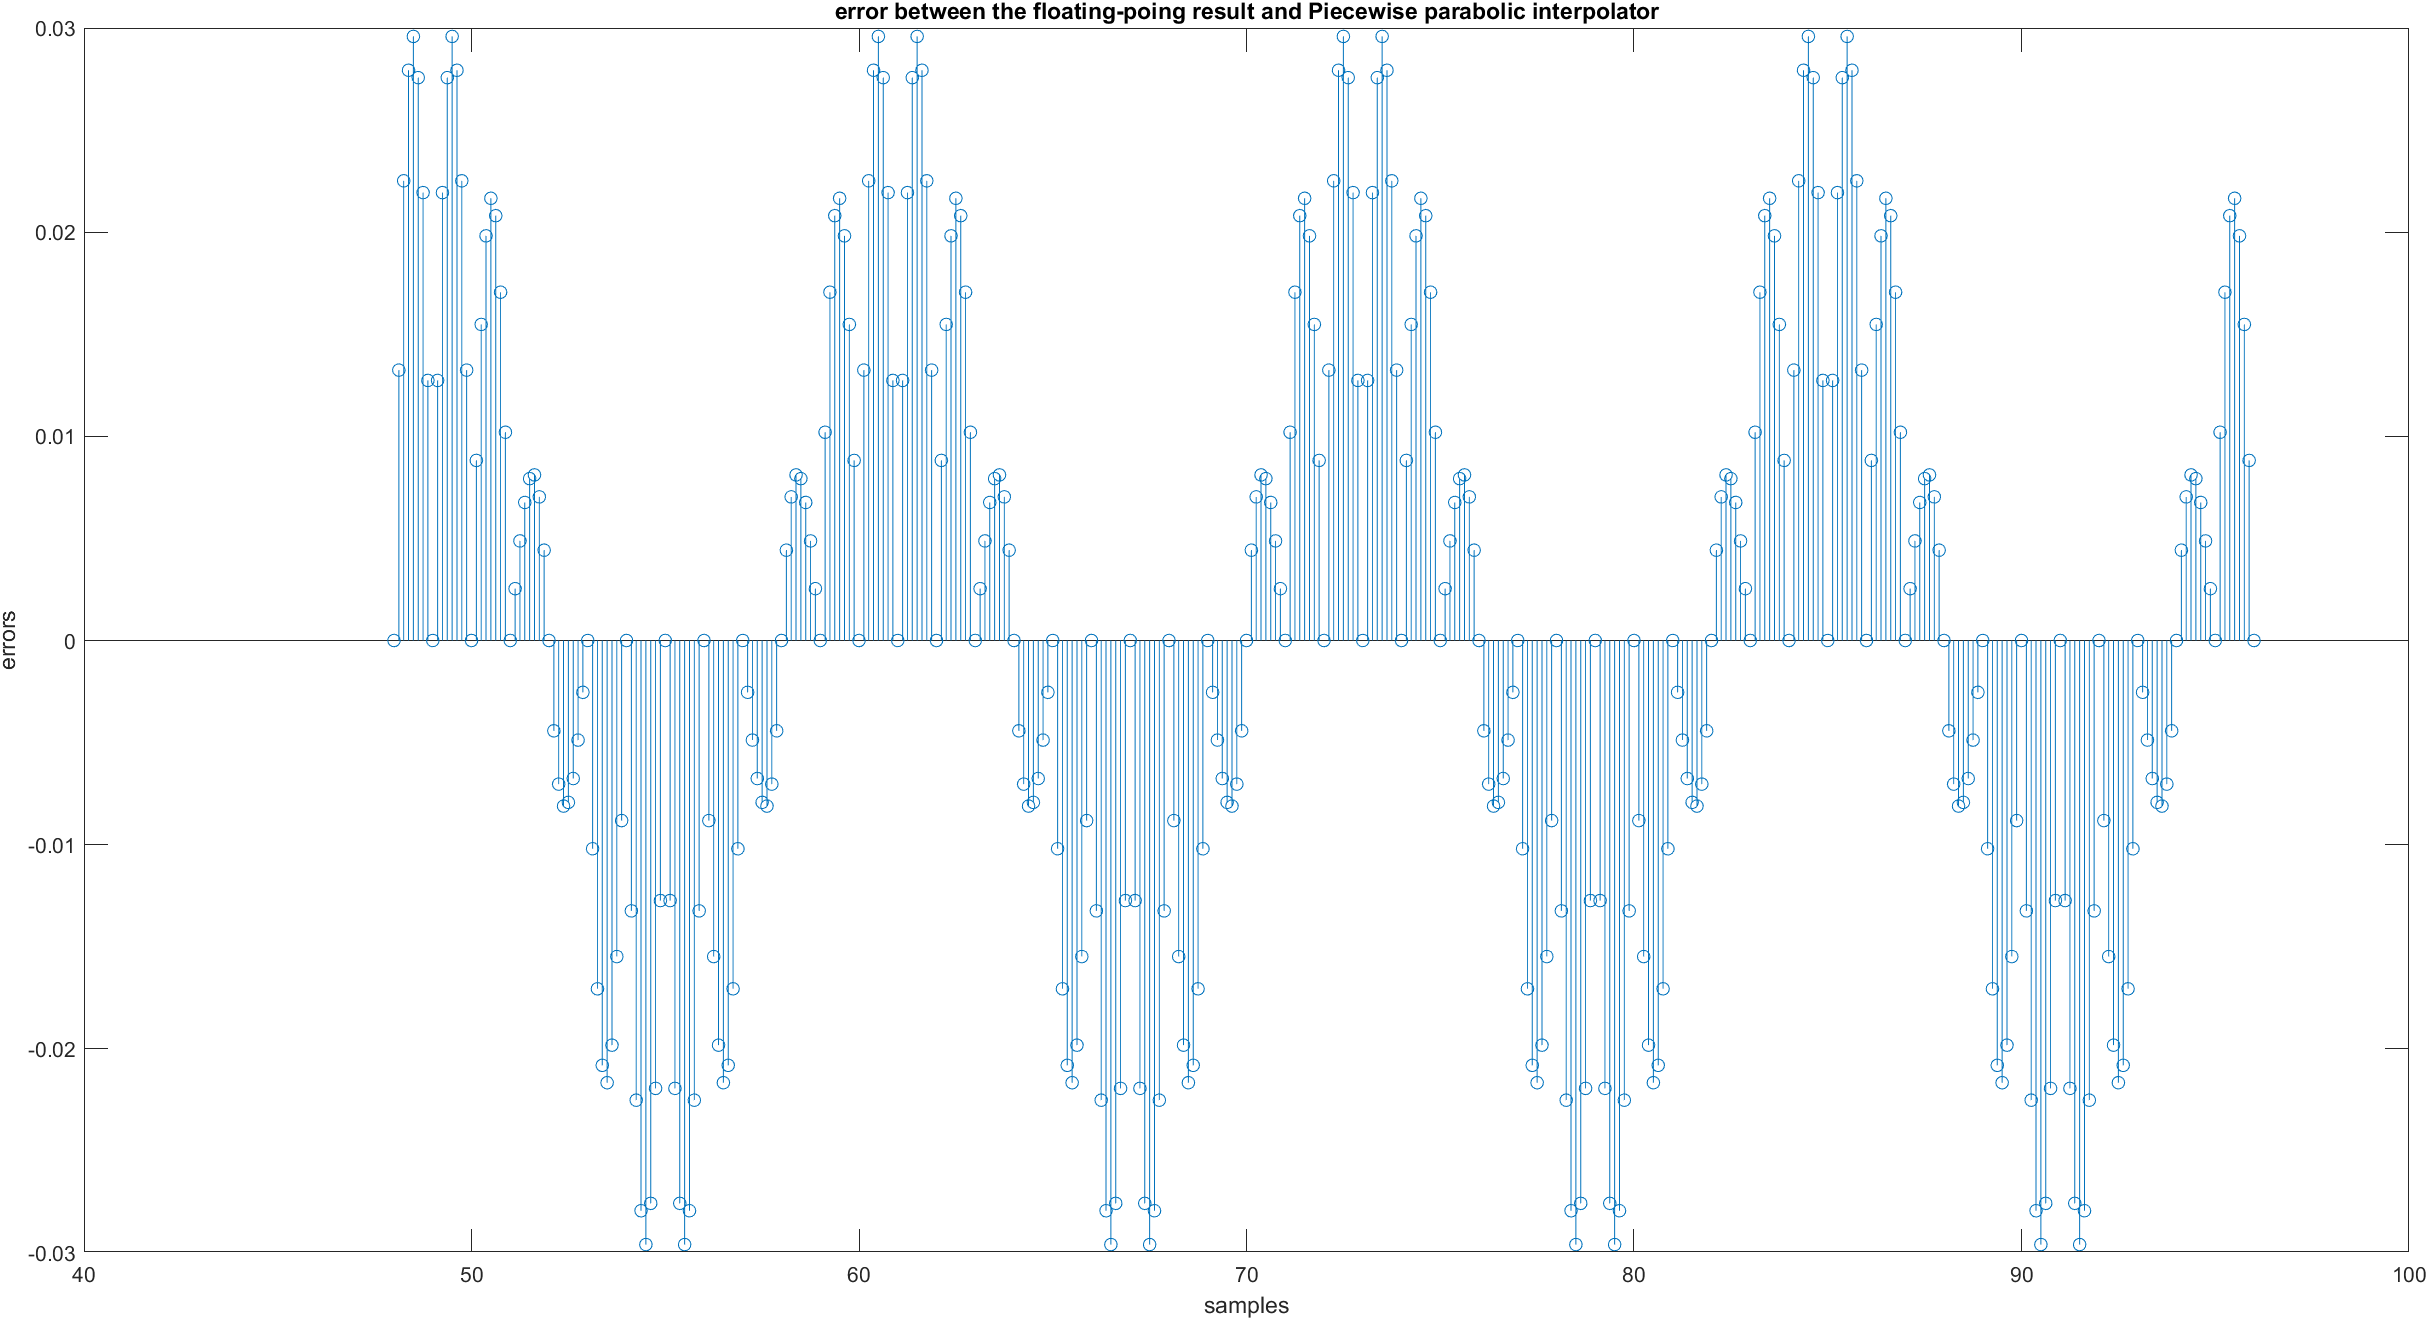 error between the floating-poing result and Piecewise parabolic interpolator
0.03
0.02
0.01
0
-0.01
-0.02
-0.03
errors
40 50 60 70 80 90 100
samples